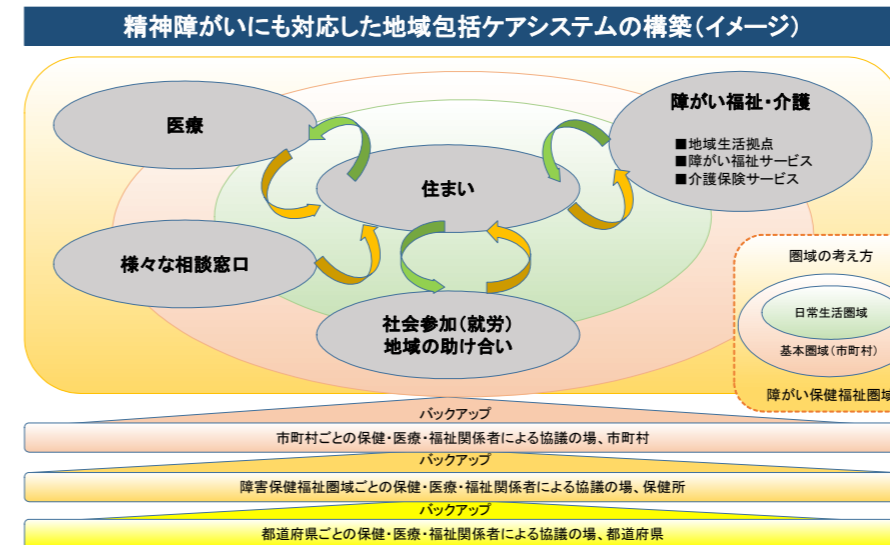 精神障がいにも対応した地域包括ケアシステムの構築(イメージ)
医療
障がい福祉・介護
■地域生活拠点
■障がい福祉サービス
■介護保険サービス
住まい
様々な相談窓口
社会参加(就労)
地域の助け合い
圏域の考え方
日常生活圏域
基本圏域(市町村)
障がい保健福祉圏域
バックアップ
市町村ごとの保健・医療・福祉関係者による協議の場、市町村
バックアップ
障害保健福祉圏域ごとの保健・医療・福祉関係者による協議の場、保健所
バックアップ
都道府県ごとの保健・医療・福祉関係者による協議の場、都道府県